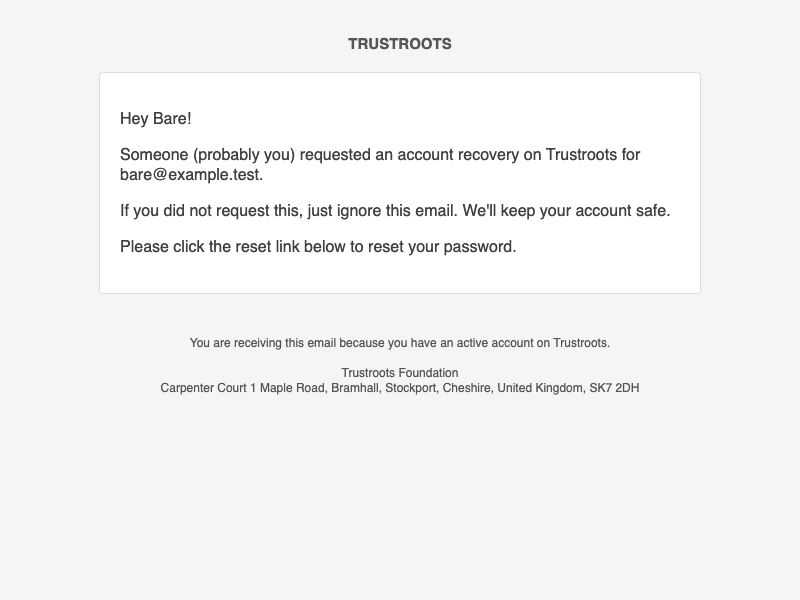 TRUSTROOTS
Hey Bare!
Someone (probably you) requested an account recovery on Trustroots for
bare@example.test.
If you did not request this, just ignore this email. We'll keep your account safe.
Please click the reset link below to reset your password.
You are receiving this email because you have an active account on Trustroots.
Trustroots Foundation
Carpenter Court 1 Maple Road, Bramhall, Stockport, Cheshire, United Kingdom, SK7 2DH